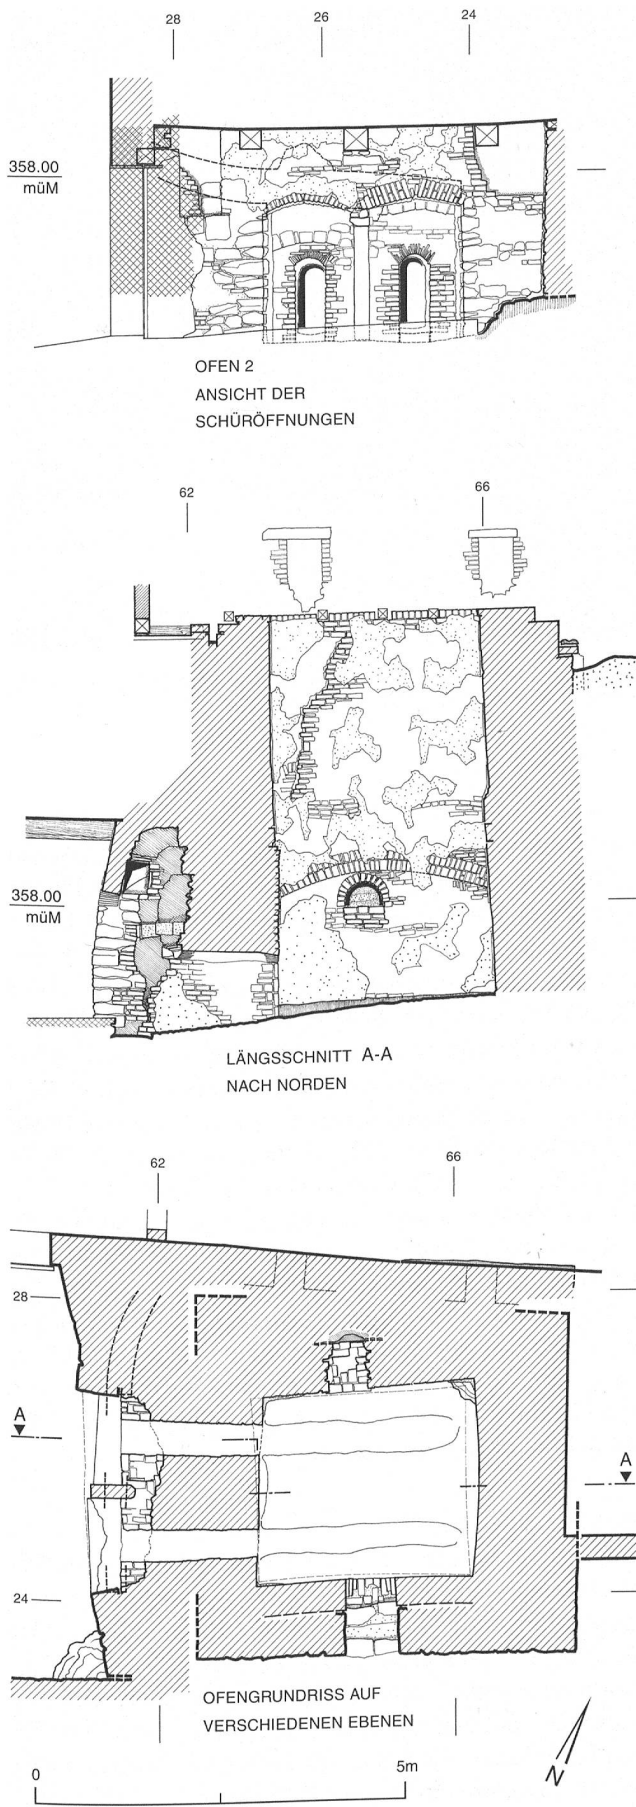 28 26 24
358.00
müM
OFEN 2
ANSICHT DER
SCHÜRÖFFNUNGEN
62 66
358.00
müM
LÄNGSSCHNITT A-A
NACH NORDEN
62 66
28
A
A
24
OFENGRUNDRISS AUF
VERSCHIEDENEN EBENEN
0 5m
N